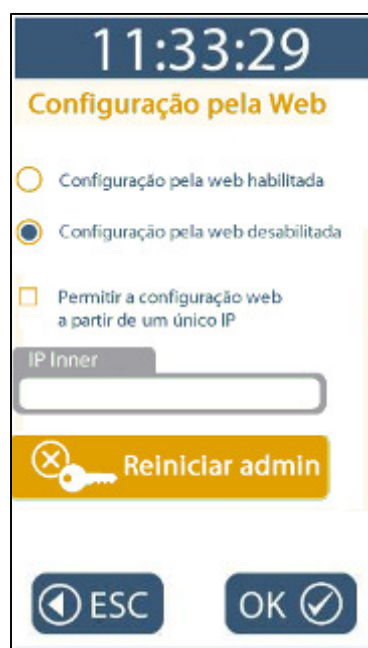 11:33:29
Configuração pela Web
Configuração pela web habilitada
Configuração pela web desabilitada
Permitir a configuração web
a partir de um único IP
IP Inner
Reiniciar admin
ESC
OK